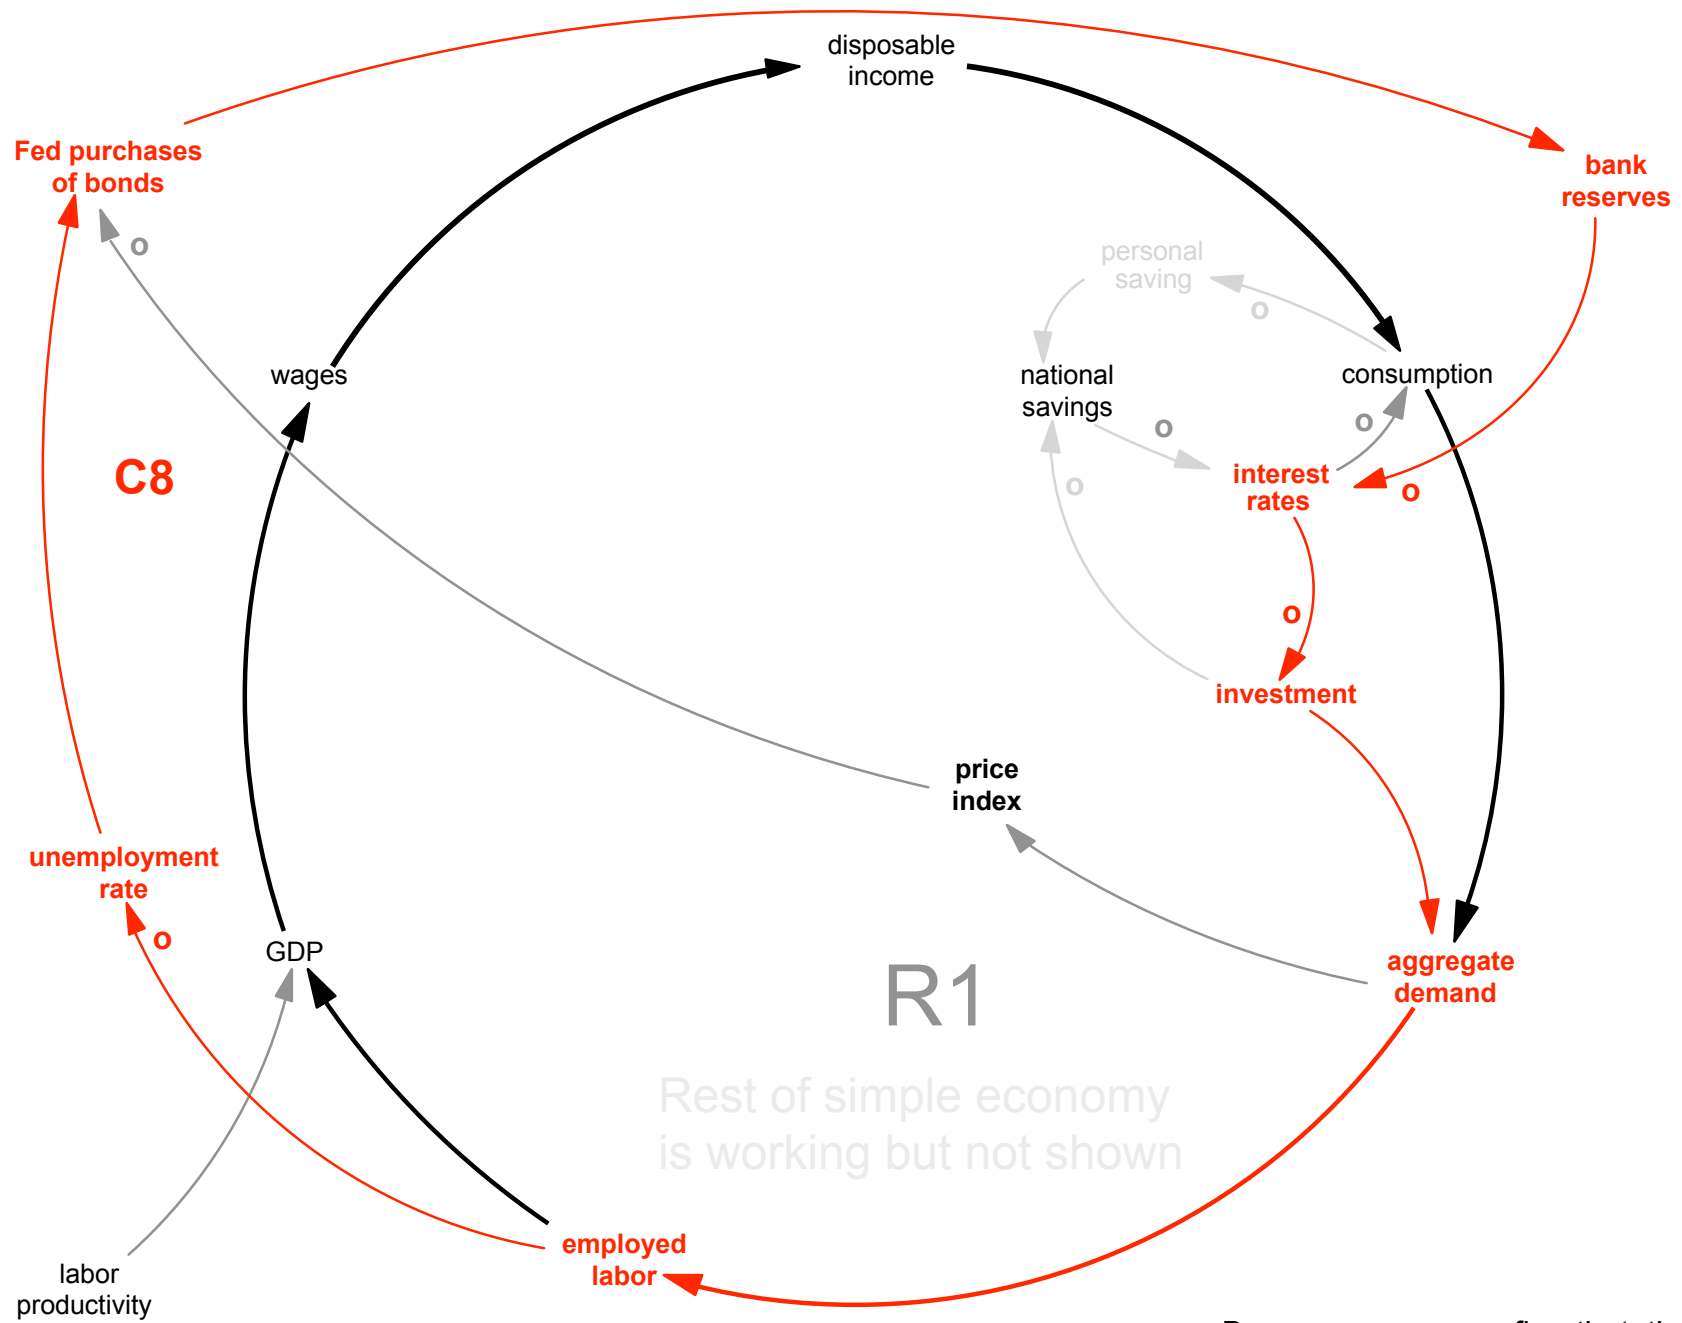 disposable
income
Fed purchases
of bonds
bank
reserves
o
personal
saving
o
wages
national
savings
consumption
o
o
C8
interest
rates
o
o
o
investment
price
index
unemployment
rate
o
GDP
aggregate
demand
R1
Rest of simple economy
is working but not shown
employed
labor
labor
productivity